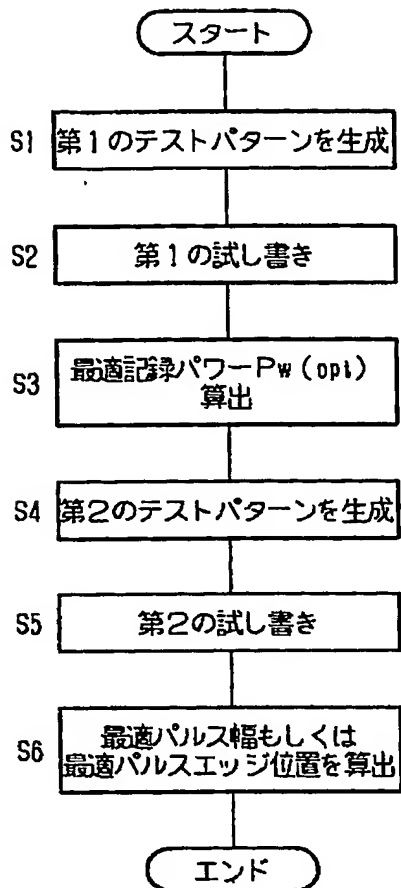 スタート
S1 第1のテストパターンを生成
S2 第1の試し書き
最適記録パワーPw(opt)
S3
算出
S4 第2のテストパターンを生成
S5 第2の試し書き
最適パルス幅もしくは
S6
最適パルスエッジ位置を算出
エンド